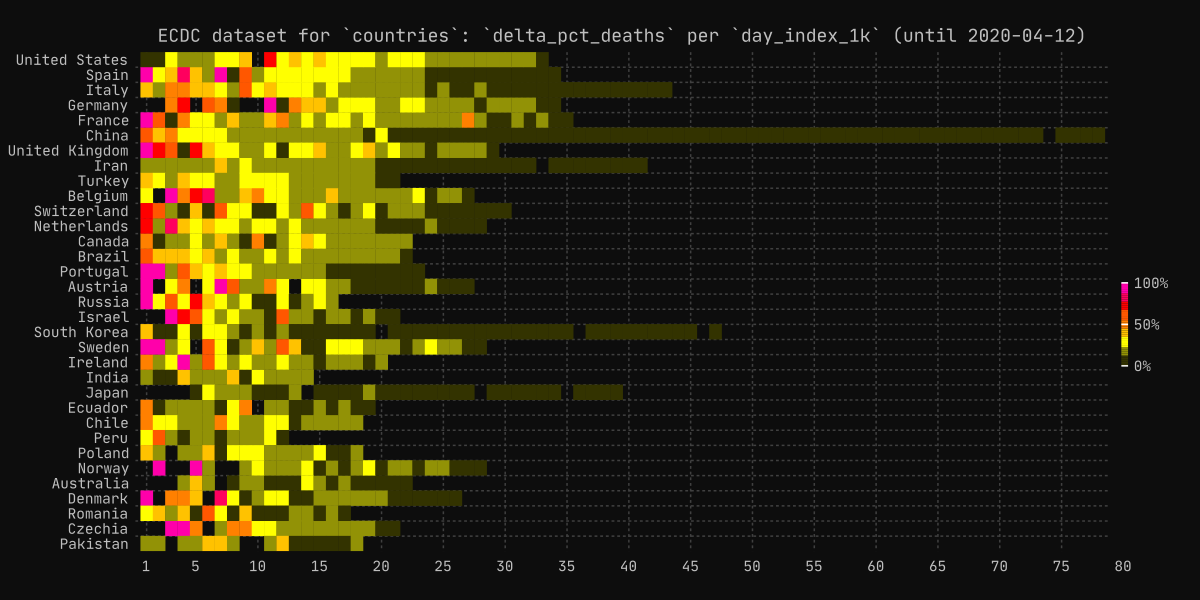 ECDC dataset for `countries`: `delta_pct_deaths` per `day_index_1k` (until 2020-04-12)
United States
Spain
Italy
Germany
France
China
United Kingdom
Iran
Turkey
Belgium
Switzerland
Netherlands
Canada
Brazil
Portugal
Austria
Russia
Israel
South Korea
Sweden
Ireland
India
Japan
Ecuador
Chile
Peru
Poland
Norway
Australia
Denmark
Romania
Czechia
Pakistan
1 5 10 15 20 25 30 35 40 45 50 55 60 65 70 75 80
100%
50%
0%